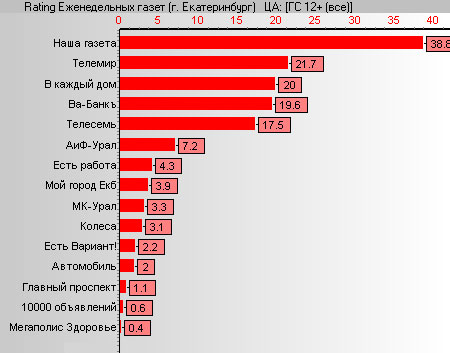 Rating Еженедельных газет (г. Екатеринбург) ЦА: [ГС 12+ (все)]
0 5 10 15 20 25 30 35 40
Наша газета 38.8
Телемир 21.7
В каждый дом 20
Ва-Банкъ 19.6
Телесемь 17.5
АиФ-Урал 7.2
Есть работа 4.3
Мой город Екб 3.9
МК-Урал 3.3
Колеса 3.1
Есть Вариант! 2.2
Автомобиль 2
Главный проспект 1.1
10000 объявлений 0.6
Мегаполис Здоровье 0.4